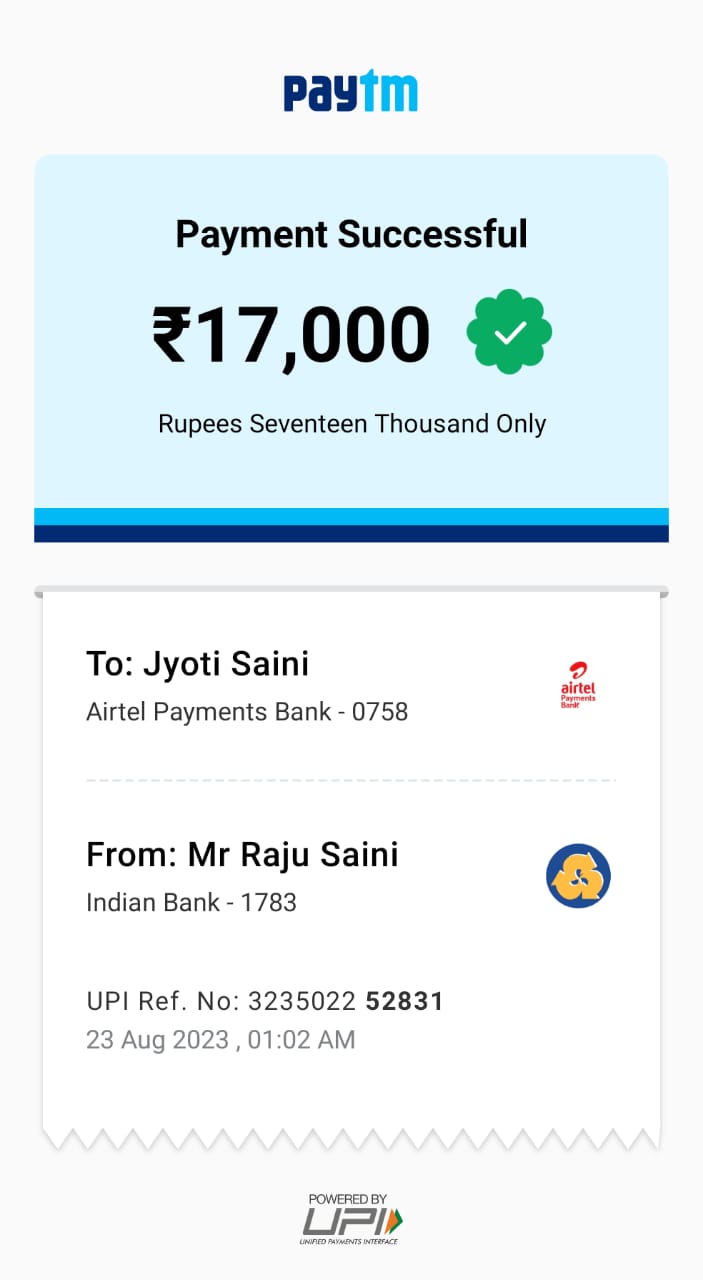 paytm
Payment Successful
₹17,000
Rupees Seventeen Thousand Only
To: Jyoti Saini
Airtel Payments Bank - 0758
airtel
Payments
Bank
From: Mr Raju Saini
Indian Bank - 1783
UPI Ref. No: 3235022 52831
23 Aug 2023 , 01:02 AM
POWERED BY
UPI
UNIFIED PAYMENTS INTERFACE